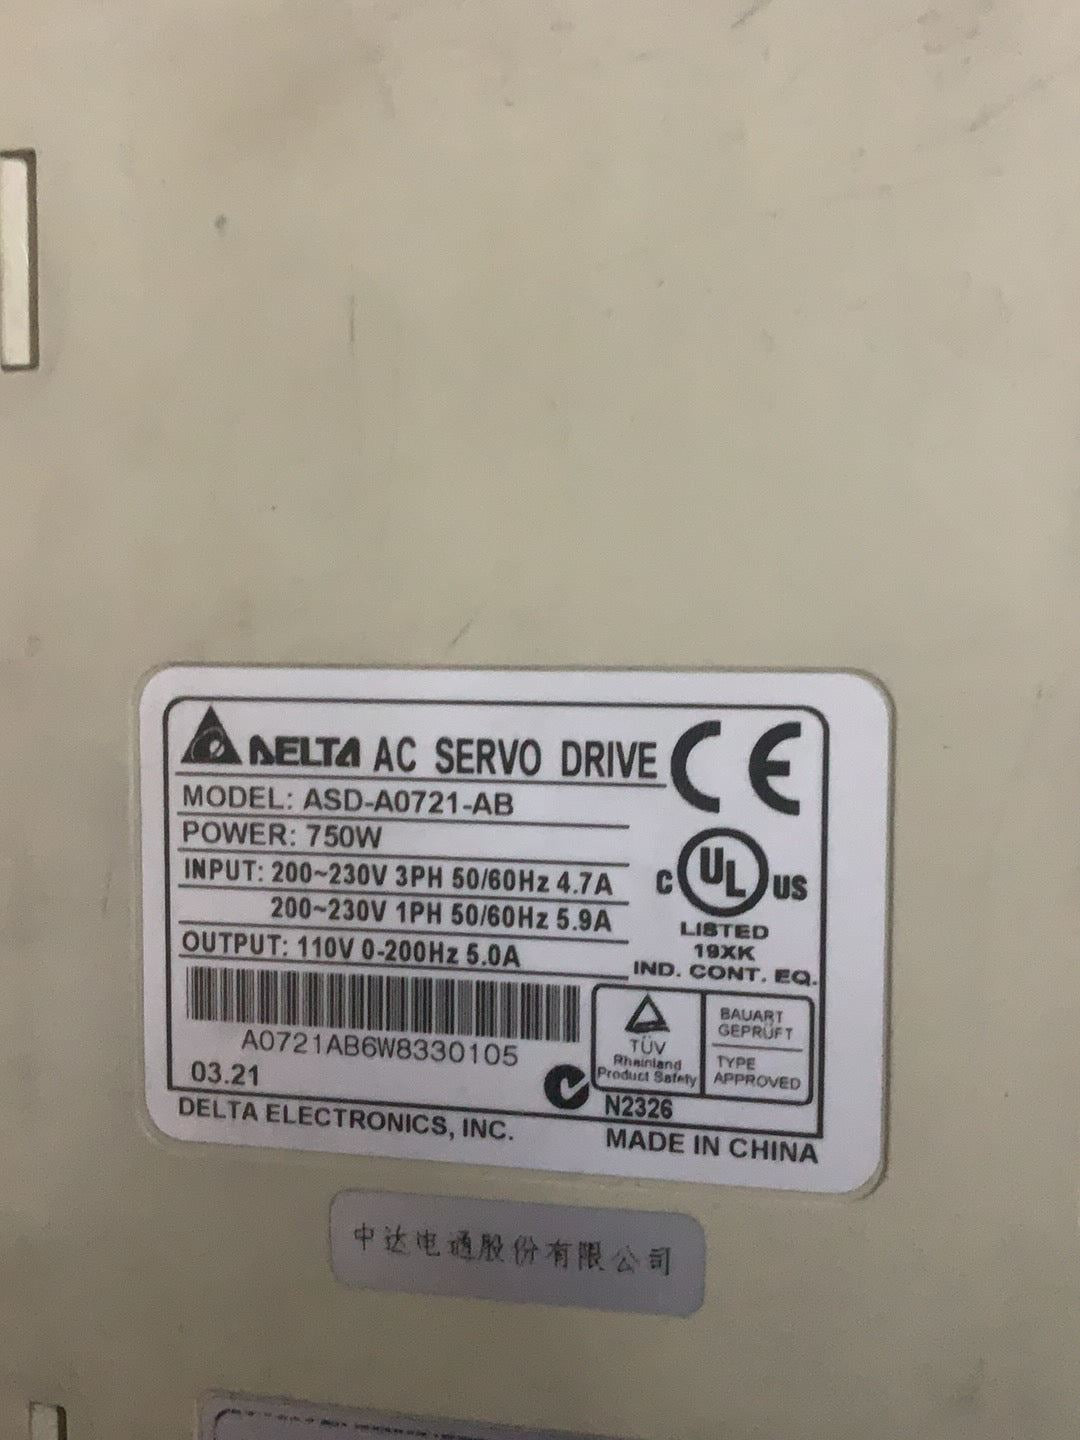 DELTA AC SERVO DRIVE
MODEL: ASD-A0721-AB
POWER: 750W
INPUT: 200~230V 3PH 50/60Hz 4.7A
200~230V 1PH 50/60Hz 5.9A
OUTPUT: 110V 0-200Hz 5.0A
A0721AB6W8330105
03.21
CE
C UL US
LISTED
19XK
IND. CONT. EQ.
TÜV
Rheinland
Product Safety
BAUART
GEPRÜFT
TYPE
APPROVED
N2326
DELTA ELECTRONICS, INC.
MADE IN CHINA
中达电通股份有限公司